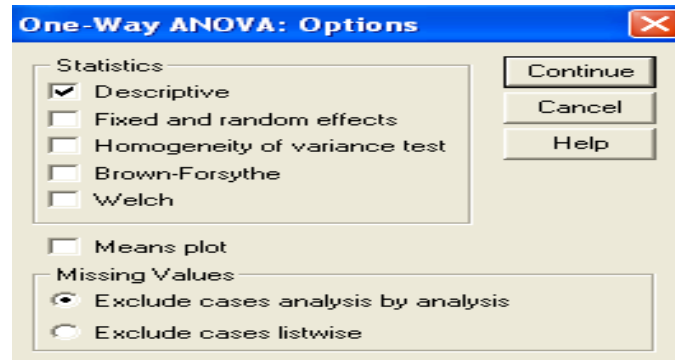 One-Way ANOVA: Options
Statistics
Descriptive
Fixed and random effects
Homogeneity of variance test
Brown-Forsythe
Welch
Means plot
Missing Values
Exclude cases analysis by analysis
Exclude cases listwise
Continue
Cancel
Help